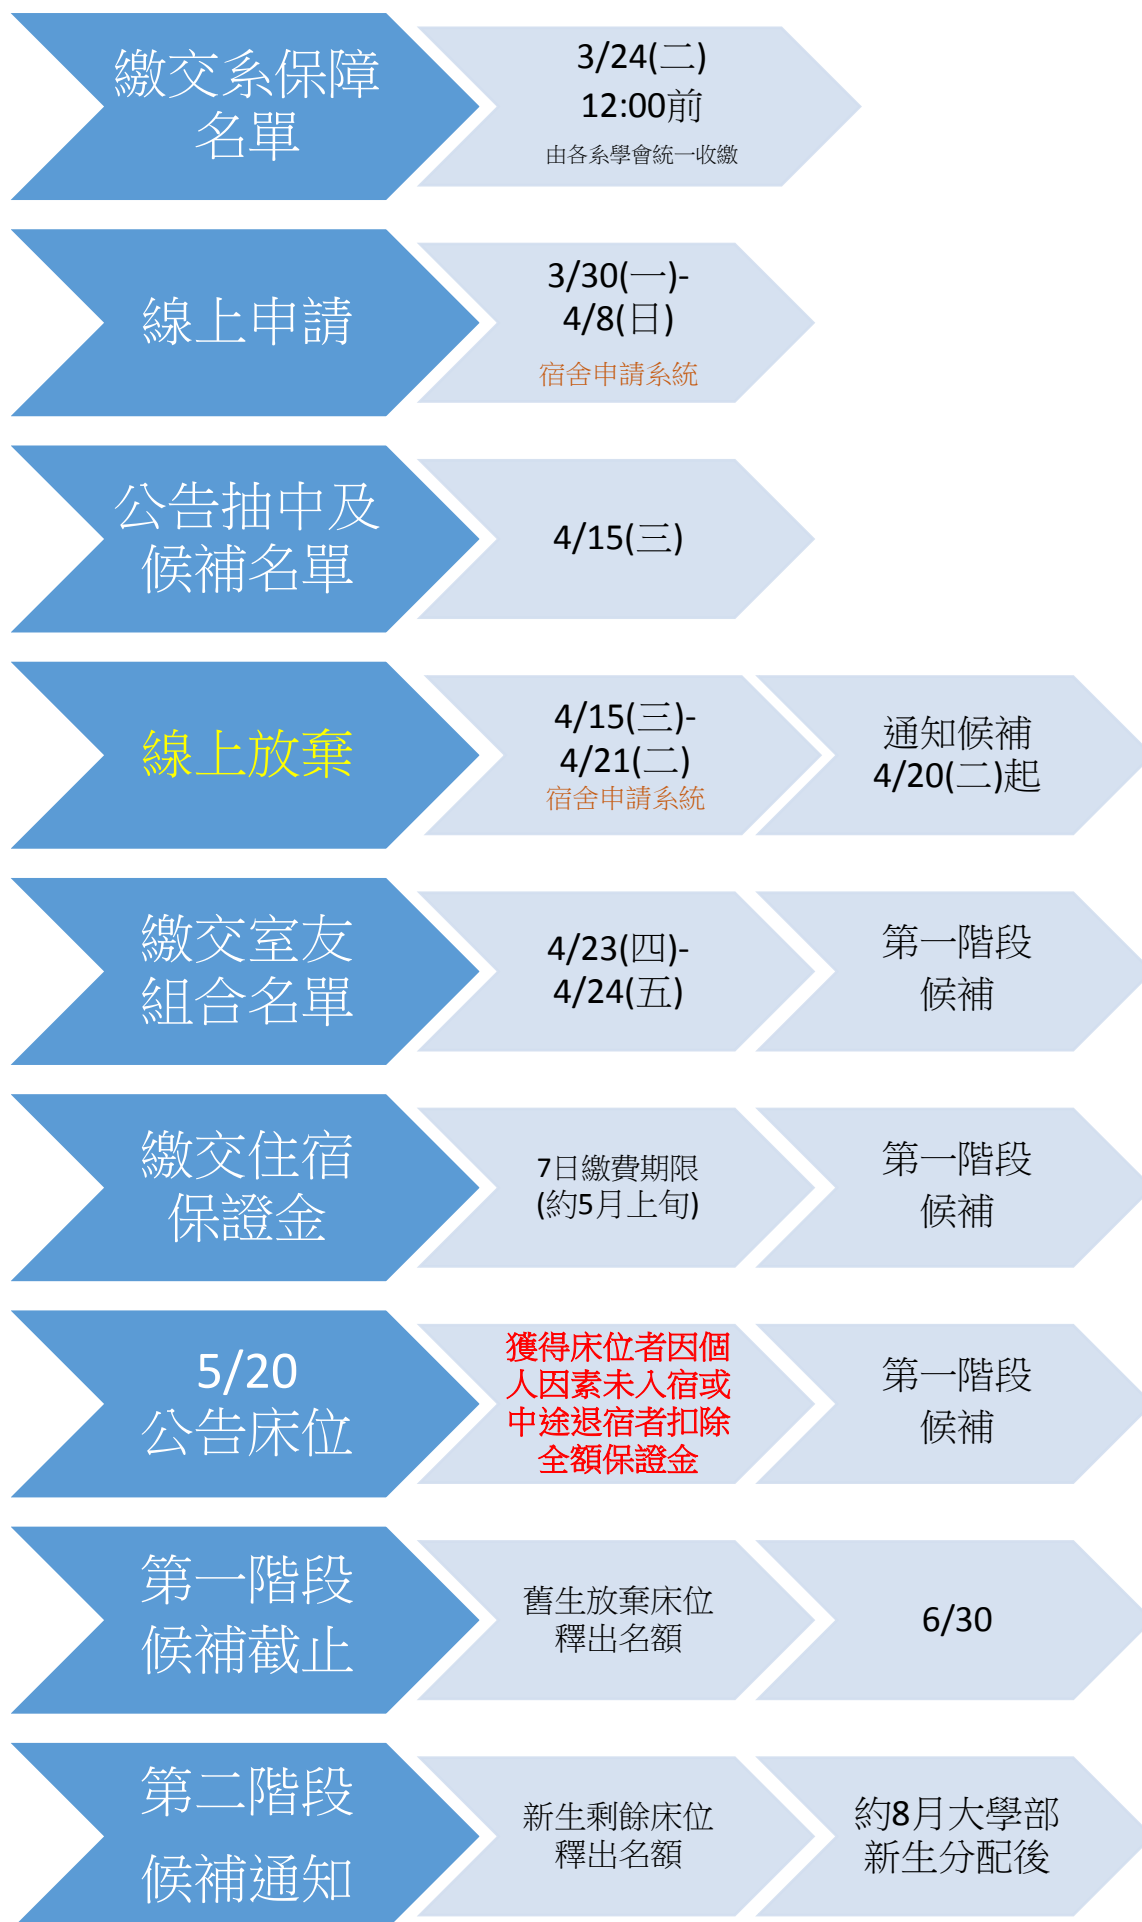 繳交系保障
名單
3/24(二)
12:00前
由各系學會統一收繳
線上申請
3/30(一)-
4/8(日)
宿舍申請系統
公告抽中及
候補名單
4/15(三)
線上放棄
4/15(三)-
4/21(二)
宿舍申請系統
通知候補
4/20(二)起
繳交室友
組合名單
4/23(四)-
4/24(五)
第一階段
候補
繳交住宿
保證金
7日繳費期限
(約5月上旬)
第一階段
候補
5/20
公告床位
獲得床位者因個
人因素未入宿或
中途退宿者扣除
全額保證金
第一階段
候補
第一階段
候補截止
舊生放棄床位
釋出名額
6/30
第二階段
候補通知
新生剩餘床位
釋出名額
約8月大學部
新生分配後